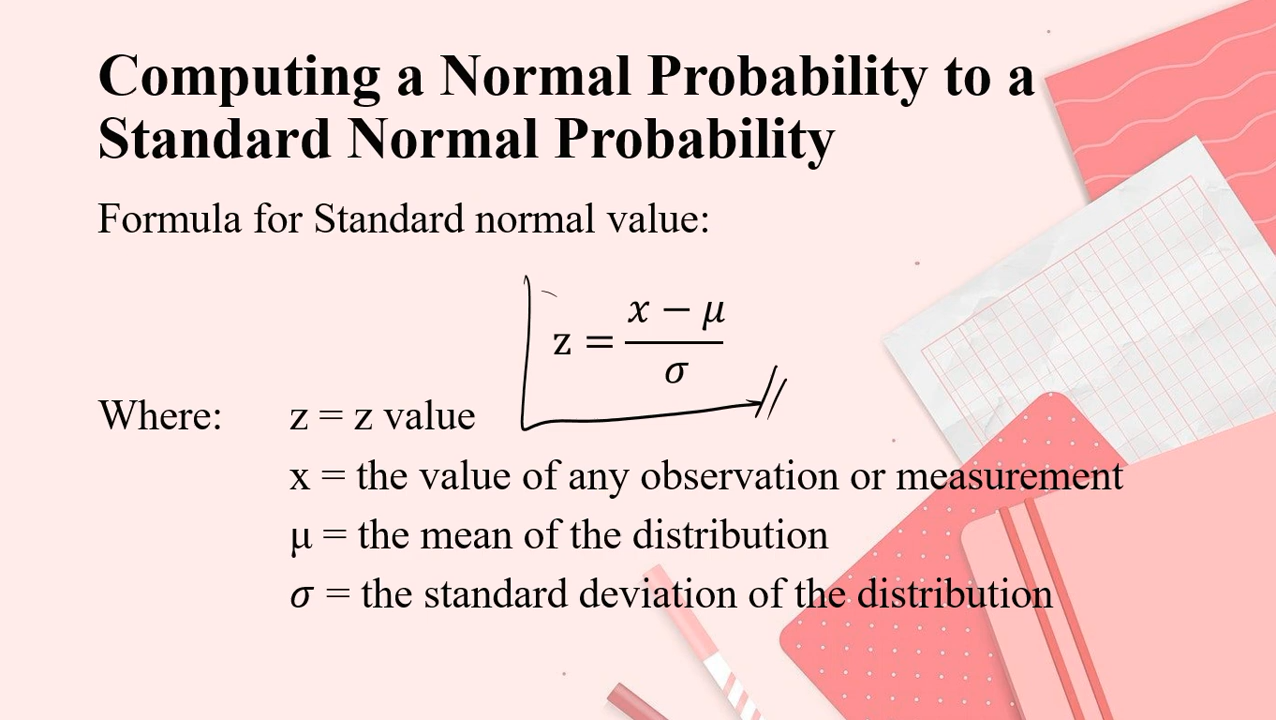 Computing a Normal Probability to a
Standard Normal Probability
Formula for Standard normal value:
z = (x − μ) / σ
Where: z = z value
x = the value of any observation or measurement
μ = the mean of the distribution
σ = the standard deviation of the distribution